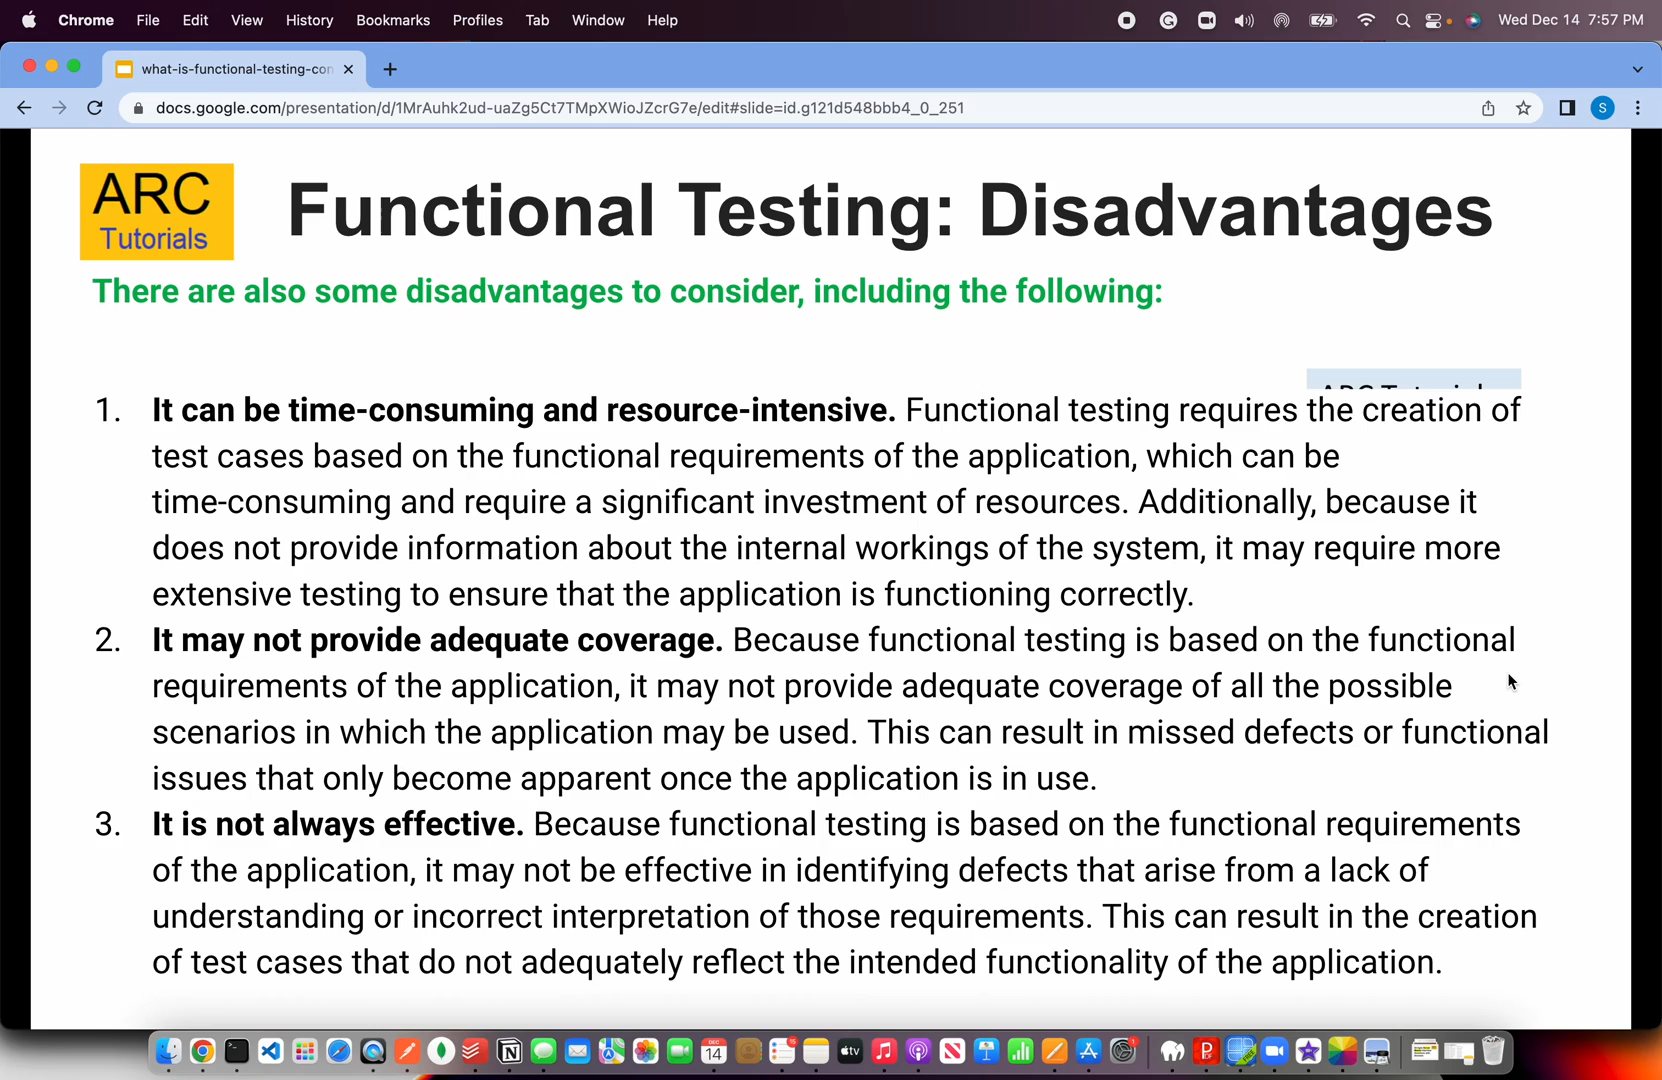 Chrome File Edit View History Bookmarks Profiles Tab Window Help Wed Dec 14 7:57 PM
what-is-functional-testing-con
docs.google.com/presentation/d/1MrAuhk2ud-uaZg5Ct7TMpXWioJZcrG7e/edit#slide=id.g121d548bbb4_0_251 S
ARC
Tutorials
Functional Testing: Disadvantages
There are also some disadvantages to consider, including the following:
1. It can be time-consuming and resource-intensive. Functional testing requires the creation of
test cases based on the functional requirements of the application, which can be
time-consuming and require a significant investment of resources. Additionally, because it
does not provide information about the internal workings of the system, it may require more
extensive testing to ensure that the application is functioning correctly.
2. It may not provide adequate coverage. Because functional testing is based on the functional
requirements of the application, it may not provide adequate coverage of all the possible
scenarios in which the application may be used. This can result in missed defects or functional
issues that only become apparent once the application is in use.
3. It is not always effective. Because functional testing is based on the functional requirements
of the application, it may not be effective in identifying defects that arise from a lack of
understanding or incorrect interpretation of those requirements. This can result in the creation
of test cases that do not adequately reflect the intended functionality of the application.
DEC
14
tv